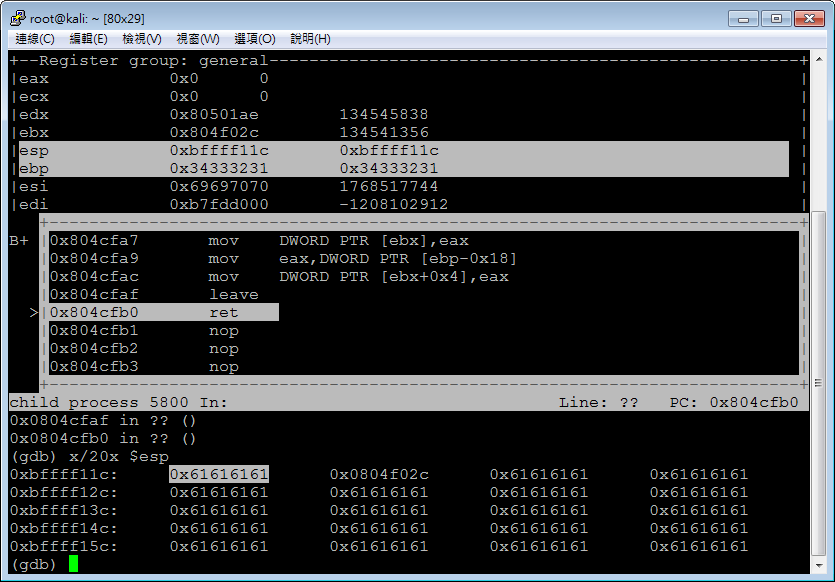 root@kali: ~ [80x29]
連線(C) 編輯(E) 檢視(V) 視窗(W) 選項(O) 說明(H)
+--Register group: general------------------------------------------------------+
|eax            0x0      0                                                      |
|ecx            0x0      0                                                      |
|edx            0x80501ae        134545838                                      |
|ebx            0x804f02c        134541356                                      |
|esp            0xbffff11c       0xbffff11c                                     |
|ebp            0x34333231       0x34333231                                     |
|esi            0x69697070       1768517744                                     |
|edi            0xb7fdd000       -1208102912                                    |
+---------------------------------------------------------------------------+
B+ |0x804cfa7       mov    DWORD PTR [ebx],eax                                  |
|0x804cfa9       mov    eax,DWORD PTR [ebp-0x18]                             |
|0x804cfac       mov    DWORD PTR [ebx+0x4],eax                              |
|0x804cfaf       leave                                                       |
>|0x804cfb0       ret                                                         |
|0x804cfb1       nop                                                         |
|0x804cfb2       nop                                                         |
|0x804cfb3       nop                                                         |
+---------------------------------------------------------------------------+
child process 5800 In:                                 Line: ??   PC: 0x804cfb0
0x0804cfaf in ?? ()
0x0804cfb0 in ?? ()
(gdb) x/20x $esp
0xbffff11c:     0x61616161      0x0804f02c      0x61616161      0x61616161
0xbffff12c:     0x61616161      0x61616161      0x61616161      0x61616161
0xbffff13c:     0x61616161      0x61616161      0x61616161      0x61616161
0xbffff14c:     0x61616161      0x61616161      0x61616161      0x61616161
0xbffff15c:     0x61616161      0x61616161      0x61616161      0x61616161
(gdb)